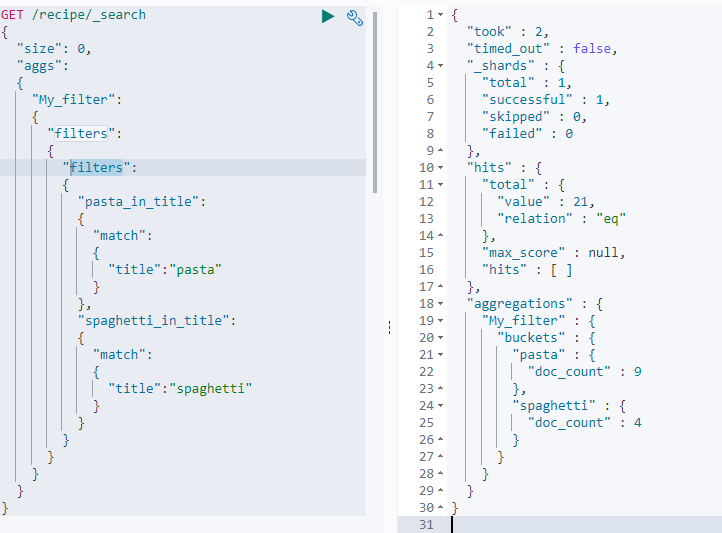 GET /recipe/_search
{
"size": 0,
"aggs":
{
"My_filter":
{
"filters":
{
"filters":
{
"pasta_in_title":
{
"match":
{
"title":"pasta"
}
},
"spaghetti_in_title":
{
"match":
{
"title":"spaghetti"
}
}
}
}
}
}
}
1 {
2 "took" : 2,
3 "timed_out" : false,
4 "_shards" : {
5 "total" : 1,
6 "successful" : 1,
7 "skipped" : 0,
8 "failed" : 0
9 },
10 "hits" : {
11 "total" : {
12 "value" : 21,
13 "relation" : "eq"
14 },
15 "max_score" : null,
16 "hits" : [ ]
17 },
18 "aggregations" : {
19 "My_filter" : {
20 "buckets" : {
21 "pasta" : {
22 "doc_count" : 9
23 },
24 "spaghetti" : {
25 "doc_count" : 4
26 }
27 }
28 }
29 }
30 }
31